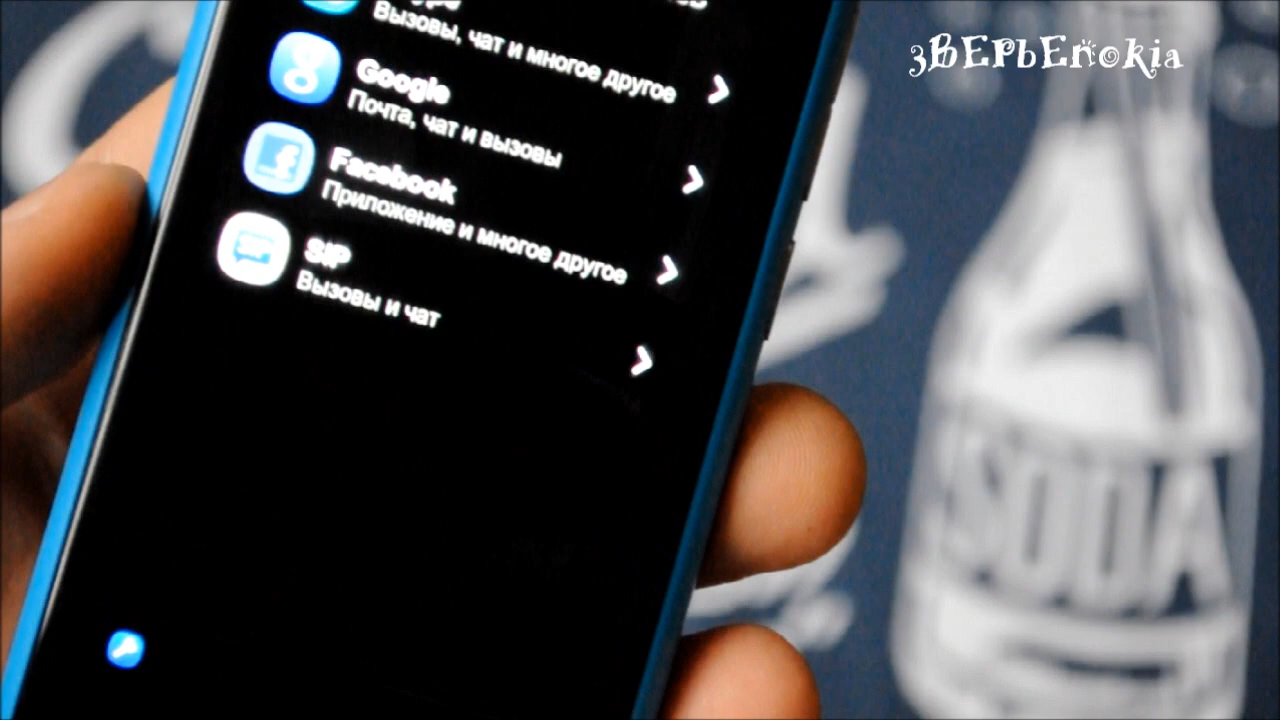 Вызовы, чат и многое другое
Google
Почта, чат и вызовы
Facebook
Приложение и многое другое
SIP
Вызовы и чат
зВЕРЬЕnokia
SODA